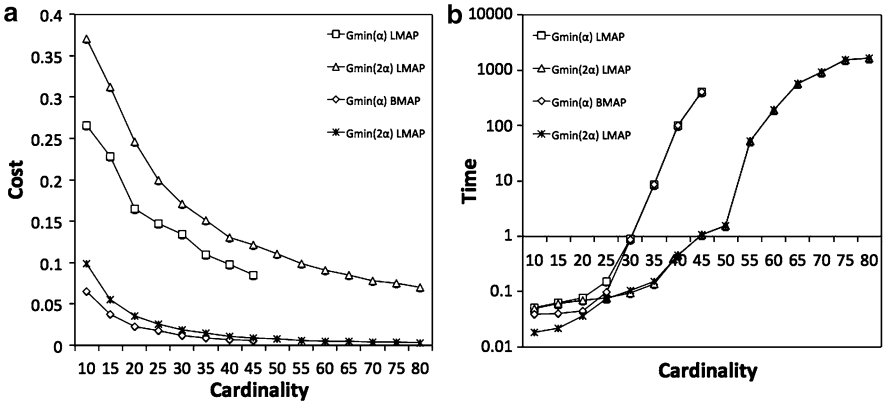 a
Cost
0.4
0.35
0.3
0.25
0.2
0.15
0.1
0.05
0
Gmin(α) LMAP
Gmin(2α) LMAP
Gmin(α) BMAP
Gmin(2α) LMAP
10 15 20 25 30 35 40 45 50 55 60 65 70 75 80
Cardinality
b
Time
10000
1000
100
10
1
0.1
0.01
Gmin(α) LMAP
Gmin(2α) LMAP
Gmin(α) BMAP
Gmin(2α) LMAP
10 15 20 25 30 35 40 45 50 55 60 65 70 75 80
Cardinality